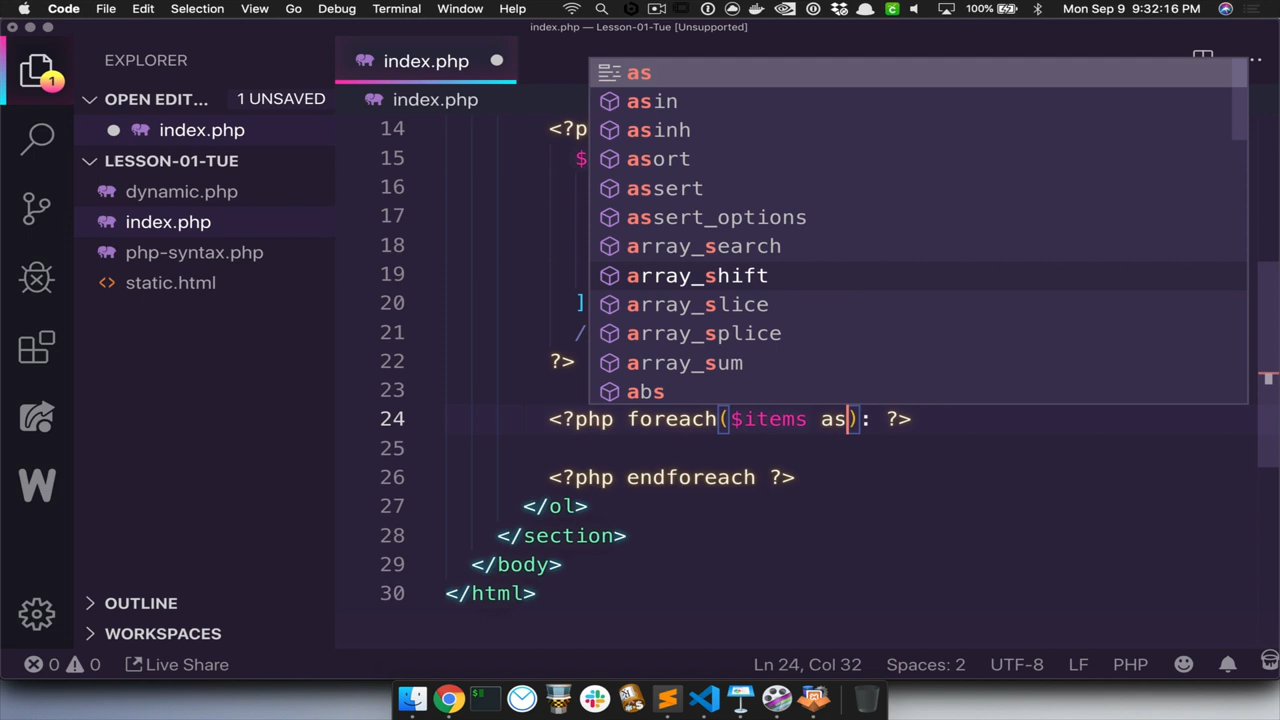 Code File Edit Selection View Go Debug Terminal Window Help 100% Mon Sep 9 9:32:16 PM
index.php — Lesson-01-Tue [Unsupported]
1
EXPLORER
OPEN EDIT... 1 UNSAVED
index.php
LESSON-01-TUE
dynamic.php
index.php
php-syntax.php
static.html
OUTLINE
WORKSPACES
index.php
index.php
as
asin
asinh
asort
assert
assert_options
array_search
array_shift
array_slice
array_splice
array_sum
abs
14 <?p
15 $
16
17
18
19
20 ]
21 /
22 ?>
23
24 <?php foreach($items as): ?>
25
26 <?php endforeach ?>
27 </ol>
28 </section>
29 </body>
30 </html>
0 0 Live Share Ln 24, Col 32 Spaces: 2 UTF-8 LF PHP